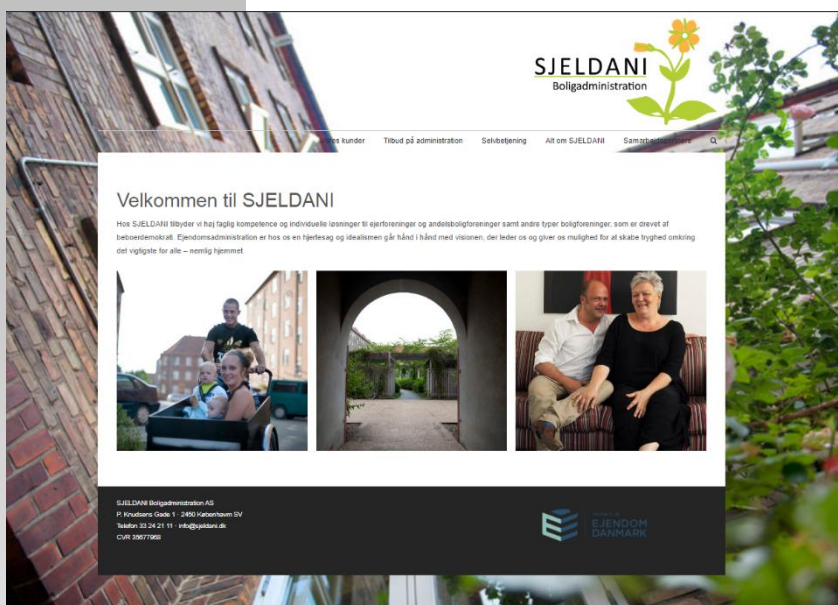 SJELDANI
Boligadministration
kunder Tilbud på administration Selvbetjening Alt om SJELDANI
Velkommen til SJELDANI
Hos SJELDANI tilbyder vi høj faglig kompetence og individuelle løsninger til ejerforeninger og andelsboligforeninger samt andre typer boligforeninger, som er drevet af
beboerdemokrati. Ejendomsadministration er hos os en hjertesag og idealismen går hånd i hånd med visionen, der leder os og giver os mulighed for at skabe tryghed omkring
det vigtigste for alle – nemlig hjemmet
SJELDANI Boligadministration AS
P. Knudsens Gade 1 · 2450 København SV
Telefon 33 24 21 11 · info@sjeldani.dk
CVR 35677968
EJENDOM
DANMARK